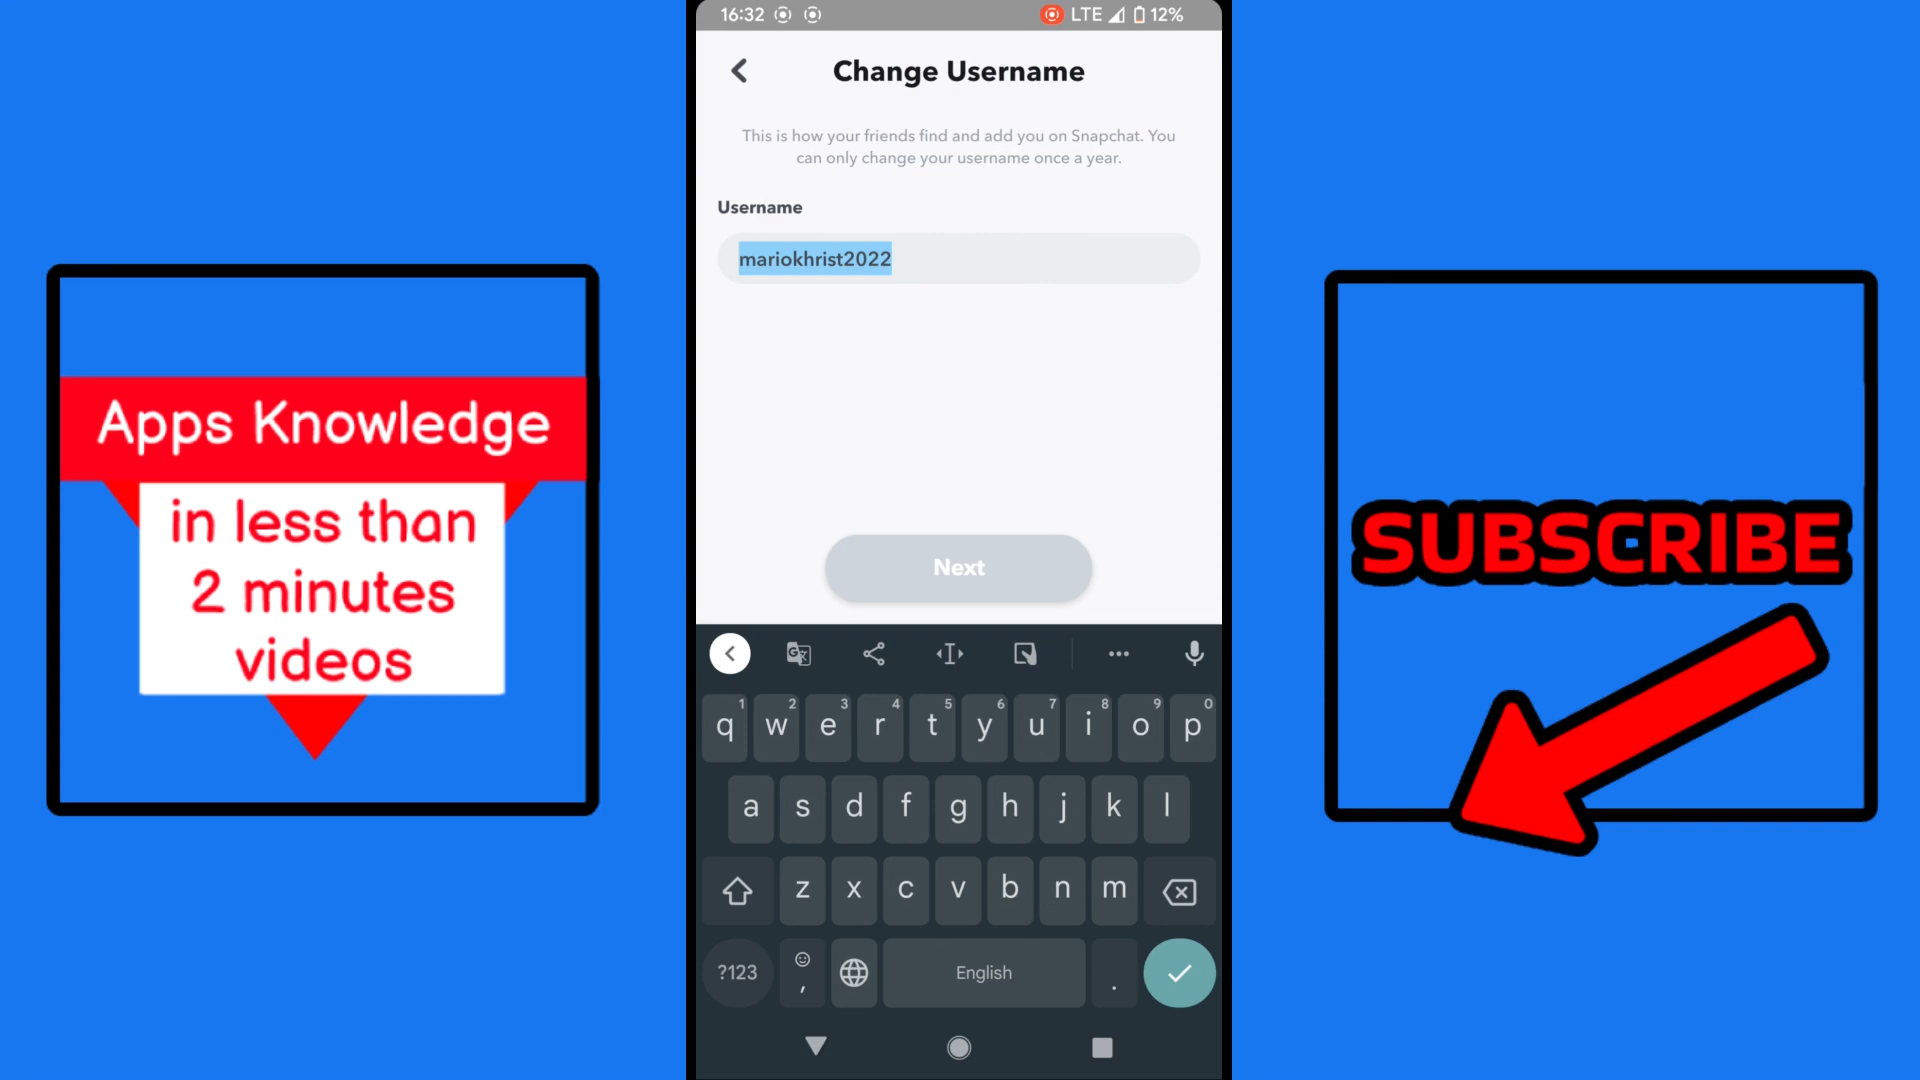 16:32 LTE 12%
Change Username
This is how your friends find and add you on Snapchat. You
can only change your username once a year.
Username
mariokhrist2022
Next
Apps Knowledge
in less than
2 minutes
videos
SUBSCRIBE
G
1 2 3 4 5 6 7 8 9 0
q w e r t y u i o p
a s d f g h j k l
z x c v b n m
?123 , English .